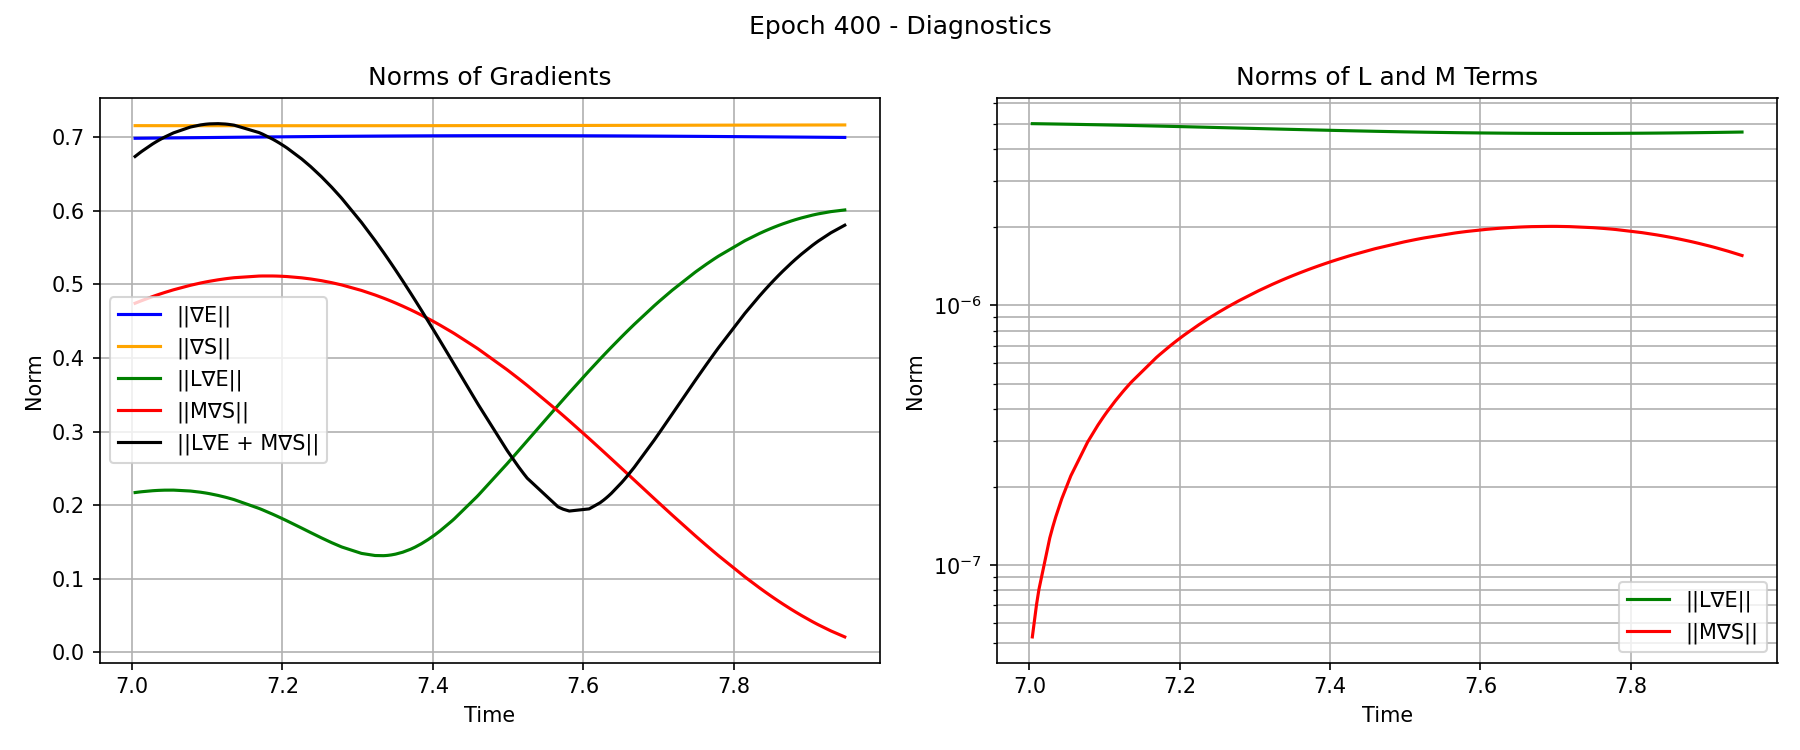 Epoch 400 - Diagnostics
Norms of Gradients
Norm
0.7
0.6
0.5
0.4
0.3
0.2
0.1
0.0
||∇E||
||∇S||
||L∇E||
||M∇S||
||L∇E + M∇S||
7.0 7.2 7.4 7.6 7.8
Time
Norms of L and M Terms
Norm
10⁻⁶
10⁻⁷
||L∇E||
||M∇S||
7.0 7.2 7.4 7.6 7.8
Time